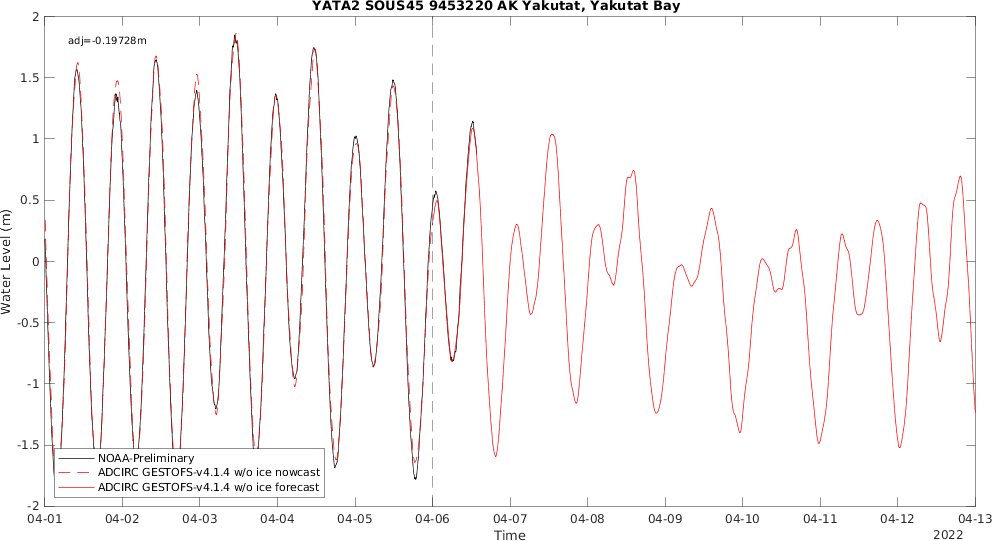 YATA2 SOUS45 9453220 AK Yakutat, Yakutat Bay
adj=-0.19728m
2
1.5
1
0.5
0
-0.5
-1
-1.5
-2
Water Level (m)
NOAA-Preliminary
ADCIRC GESTOFS-v4.1.4 w/o ice nowcast
ADCIRC GESTOFS-v4.1.4 w/o ice forecast
04-01 04-02 04-03 04-04 04-05 04-06 04-07 04-08 04-09 04-10 04-11 04-12 04-13
Time
2022